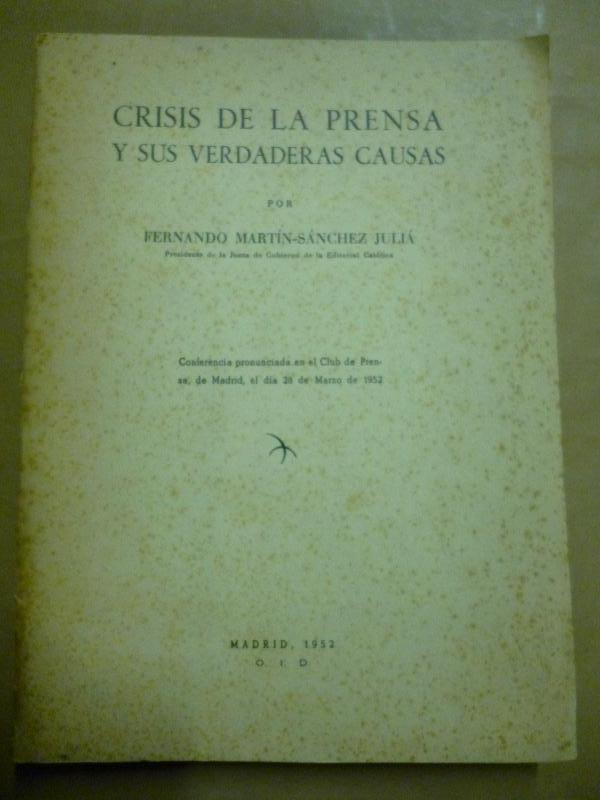 CRISIS DE LA PRENSA
Y SUS VERDADERAS CAUSAS
POR
FERNANDO MARTÍN-SÁNCHEZ JULIÁ
Presidente de la Junta de Gobierno de la Editorial Católica
Conferencia pronunciada en el Club de Pren-
sa, de Madrid, el día 28 de Marzo de 1952
MADRID, 1952
O. I. D.